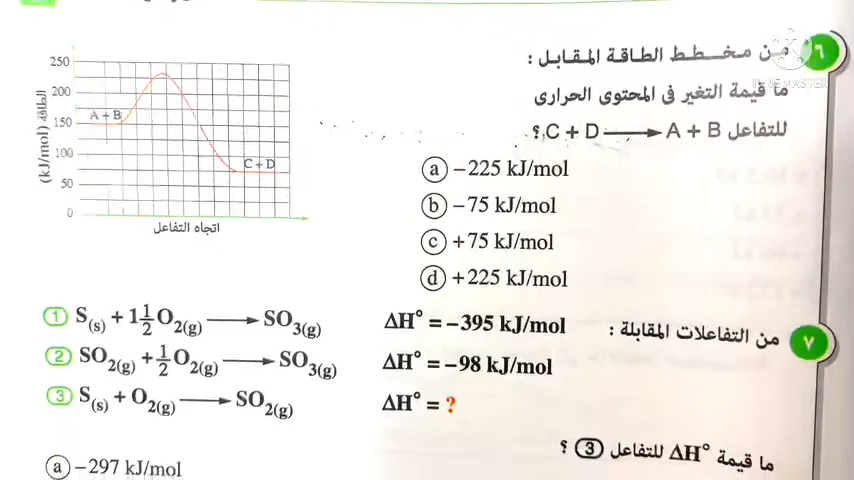 ٦
من مخطط الطاقة المقابل :
ما قيمة التغير فى المحتوى الحرارى
للتفاعل C + D ⟶ A + B ؟
الطاقة (kJ/mol)
250
200
150
100
50
0
A + B
C + D
اتجاه التفاعل
a −225 kJ/mol
b −75 kJ/mol
c +75 kJ/mol
d +225 kJ/mol
٧ من التفاعلات المقابلة :
1 S(s) + 1½O2(g) ⟶ SO3(g) ΔH° = −395 kJ/mol
2 SO2(g) + ½O2(g) ⟶ SO3(g) ΔH° = −98 kJ/mol
3 S(s) + O2(g) ⟶ SO2(g) ΔH° = ?
ما قيمة ΔH° للتفاعل 3 ؟
a −297 kJ/mol